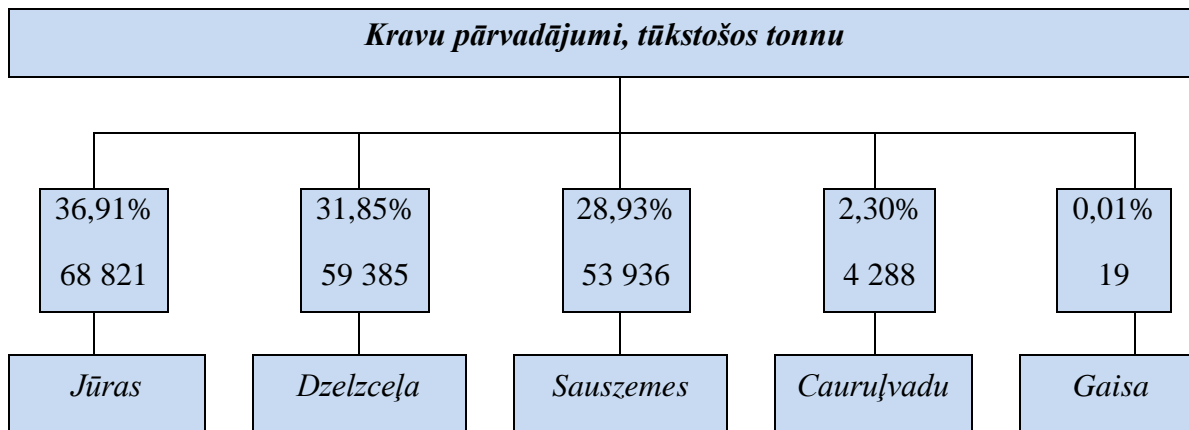 Kravu pārvadājumi, tūkstošos tonnu
36,91%
68 821
31,85%
59 385
28,93%
53 936
2,30%
4 288
0,01%
19
Jūras
Dzelzceļa
Sauszemes
Cauruļvadu
Gaisa